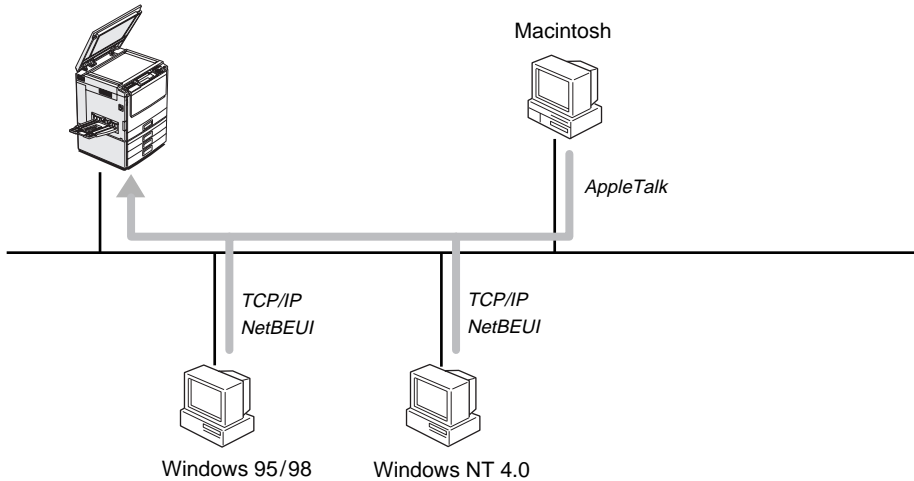 Macintosh
AppleTalk
TCP/IP
NetBEUI
TCP/IP
NetBEUI
Windows 95/98
Windows NT 4.0